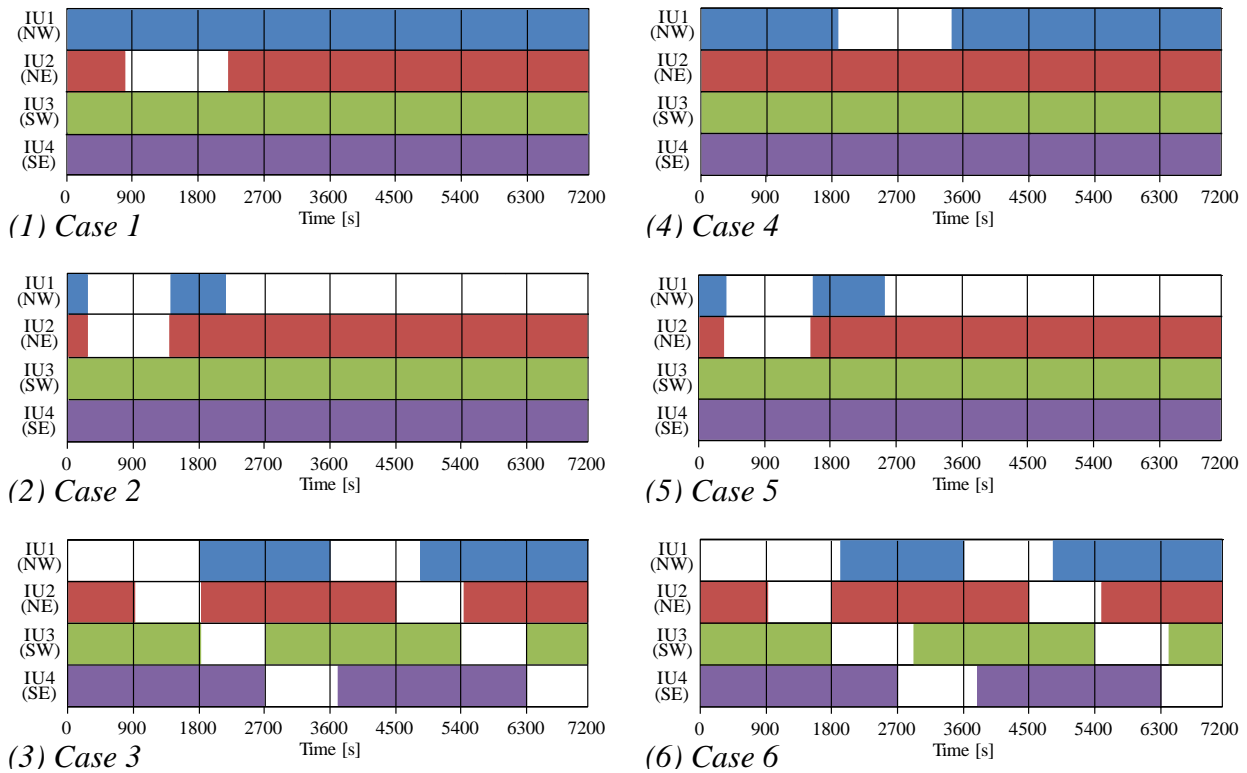 IU1
(NW)
IU2
(NE)
IU3
(SW)
IU4
(SE)
0 900 1800 2700 3600 4500 5400 6300 7200
Time [s]
(1) Case 1
IU1
(NW)
IU2
(NE)
IU3
(SW)
IU4
(SE)
0 900 1800 2700 3600 4500 5400 6300 7200
Time [s]
(4) Case 4
IU1
(NW)
IU2
(NE)
IU3
(SW)
IU4
(SE)
0 900 1800 2700 3600 4500 5400 6300 7200
Time [s]
(2) Case 2
IU1
(NW)
IU2
(NE)
IU3
(SW)
IU4
(SE)
0 900 1800 2700 3600 4500 5400 6300 7200
Time [s]
(5) Case 5
IU1
(NW)
IU2
(NE)
IU3
(SW)
IU4
(SE)
0 900 1800 2700 3600 4500 5400 6300 7200
Time [s]
(3) Case 3
IU1
(NW)
IU2
(NE)
IU3
(SW)
IU4
(SE)
0 900 1800 2700 3600 4500 5400 6300 7200
Time [s]
(6) Case 6